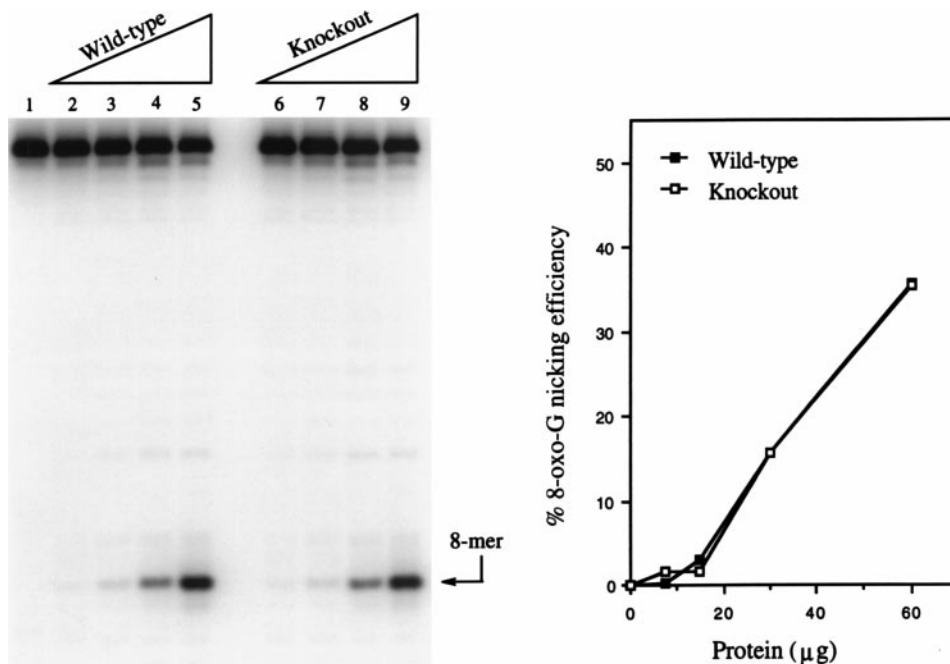 Wild-type
Knockout
1 2 3 4 5 6 7 8 9
8-mer
% 8-oxo-G nicking efficiency
50
40
30
20
10
0
Wild-type
Knockout
0 20 40 60
Protein (µg)